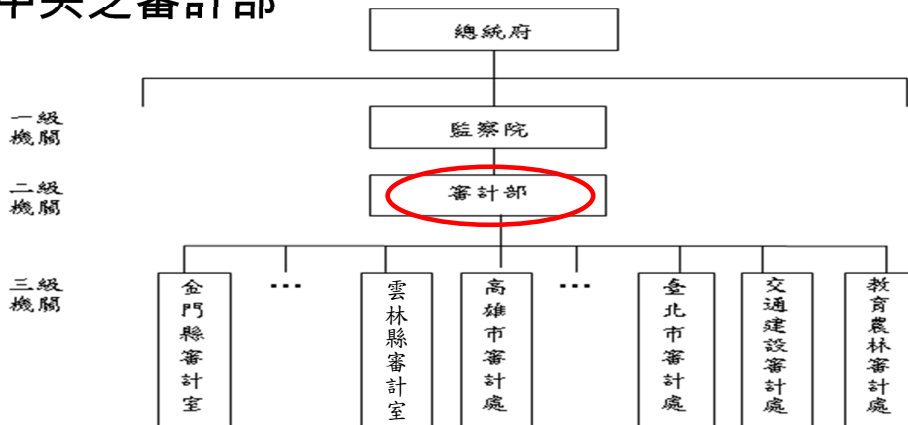 中央之審計部
總統府
一級
機關
監察院
二級
機關
審計部
三級
機關
金門縣審計室
…
雲林縣審計室
高雄市審計處
…
臺北市審計處
交通建設審計處
教育農林審計處